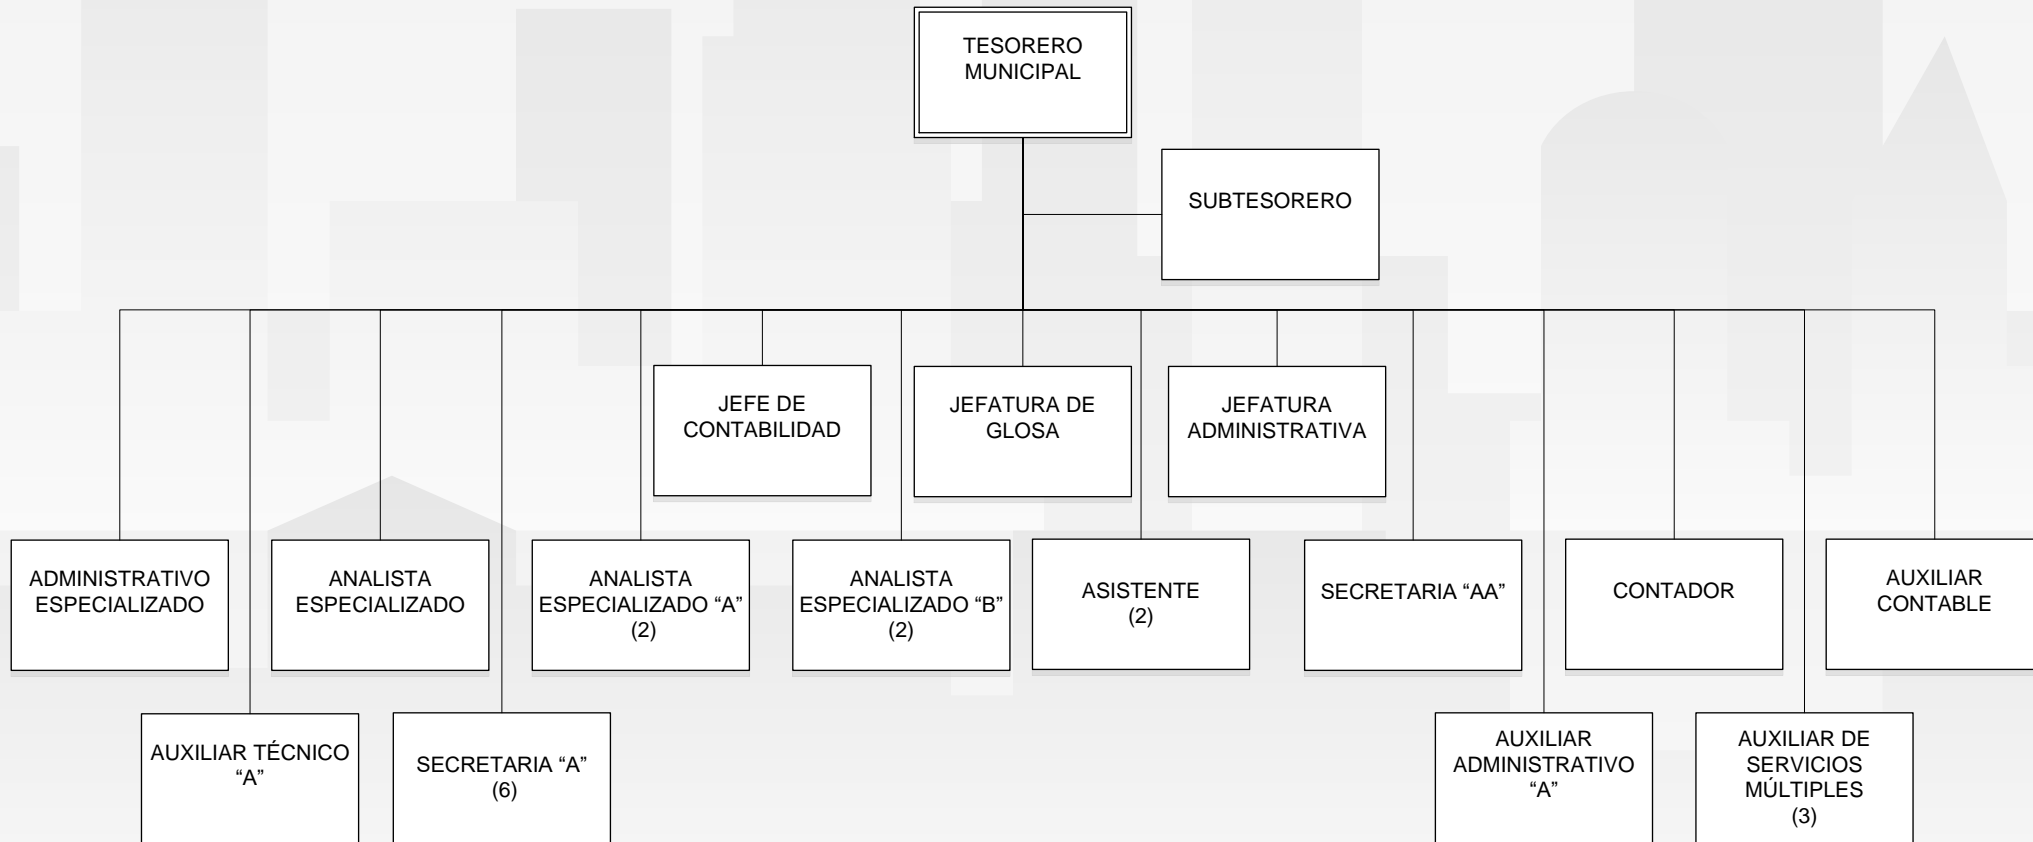 TESORERO
MUNICIPAL
SUBTESORERO
JEFE DE
CONTABILIDAD
JEFATURA DE
GLOSA
JEFATURA
ADMINISTRATIVA
ADMINISTRATIVO
ESPECIALIZADO
ANALISTA
ESPECIALIZADO
ANALISTA
ESPECIALIZADO “A”
(2)
ANALISTA
ESPECIALIZADO “B”
(2)
ASISTENTE
(2)
SECRETARIA “AA”
CONTADOR
AUXILIAR
CONTABLE
AUXILIAR TÉCNICO
“A”
SECRETARIA “A”
(6)
AUXILIAR
ADMINISTRATIVO
“A”
AUXILIAR DE
SERVICIOS
MÚLTIPLES
(3)